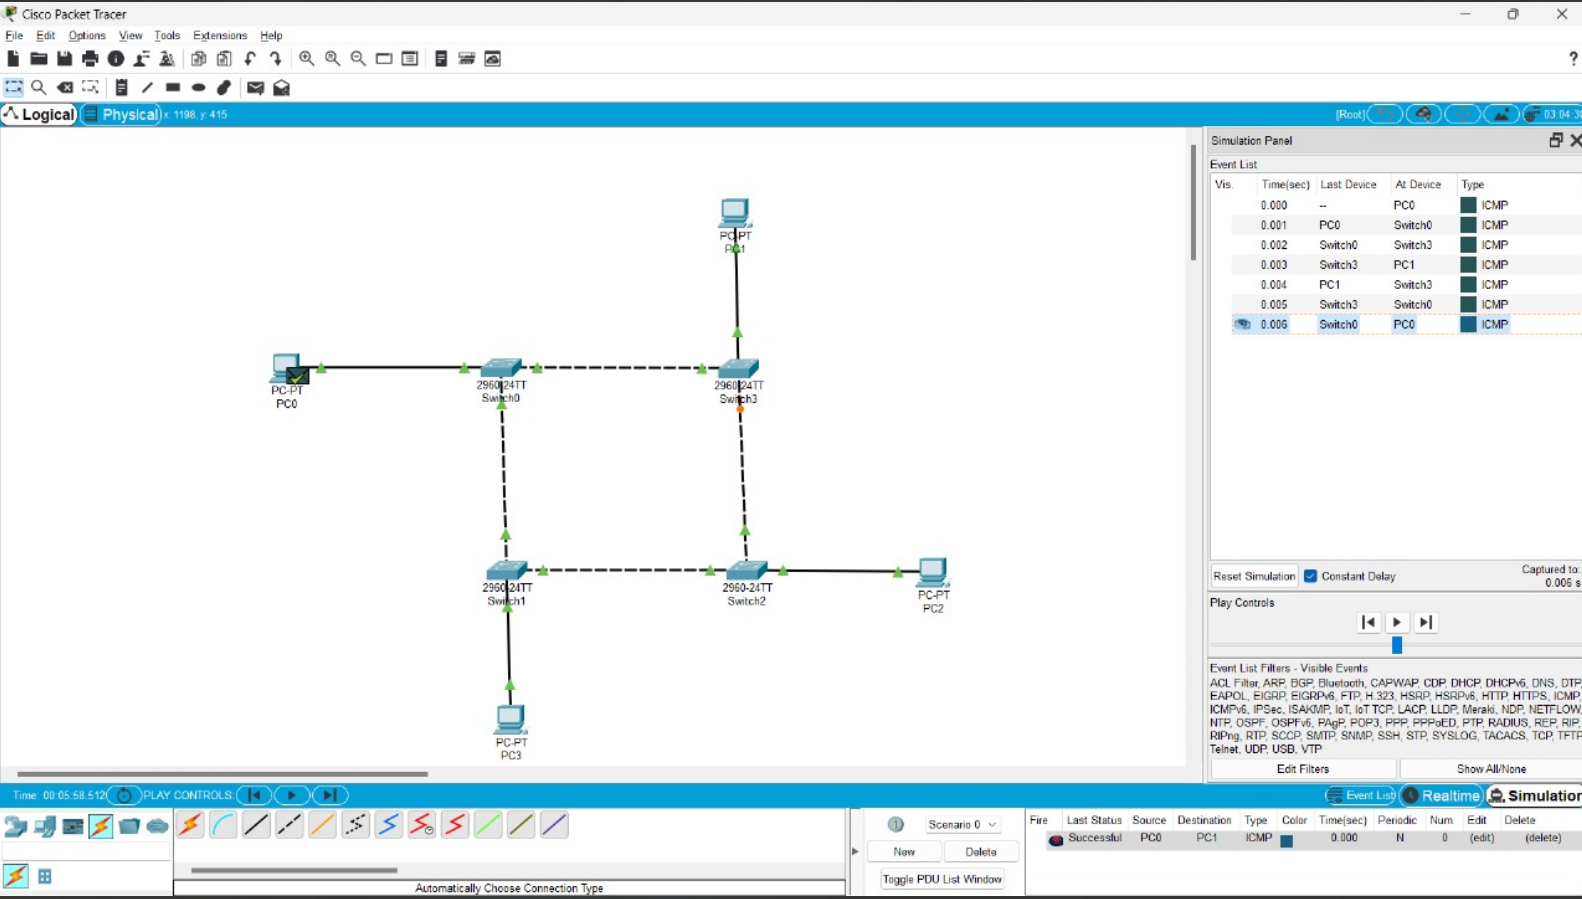 Cisco Packet Tracer
File Edit Options View Tools Extensions Help
?
Logical Physical x: 1198, y: 415 [Root] 03:04:30
Simulation Panel
Event List
Vis. Time(sec) Last Device At Device Type
0.000 -- PC0 ICMP
0.001 PC0 Switch0 ICMP
0.002 Switch0 Switch3 ICMP
0.003 Switch3 PC1 ICMP
0.004 PC1 Switch3 ICMP
0.005 Switch3 Switch0 ICMP
0.006 Switch0 PC0 ICMP
PC-PT
PC1
PC-PT
PC0
2960-24TT
Switch0
2960-24TT
Switch3
2960-24TT
Switch1
2960-24TT
Switch2
PC-PT
PC2
PC-PT
PC3
Reset Simulation Constant Delay Captured to:
0.006 s
Play Controls
Event List Filters - Visible Events
ACL Filter, ARP, BGP, Bluetooth, CAPWAP, CDP, DHCP, DHCPv6, DNS, DTP,
EAPOL, EIGRP, EIGRPv6, FTP, H.323, HSRP, HSRPv6, HTTP, HTTPS, ICMP,
ICMPv6, IPSec, ISAKMP, IoT, IoT TCP, LACP, LLDP, Meraki, NDP, NETFLOW,
NTP, OSPF, OSPFv6, PAgP, POP3, PPP, PPPoED, PTP, RADIUS, REP, RIP,
RIPng, RTP, SCCP, SMTP, SNMP, SSH, STP, SYSLOG, TACACS, TCP, TFTP,
Telnet, UDP, USB, VTP
Edit Filters Show All/None
Time: 00:05:58.512 PLAY CONTROLS: Event List Realtime Simulation
Scenario 0
New Delete
Toggle PDU List Window
Fire Last Status Source Destination Type Color Time(sec) Periodic Num Edit Delete
Successful PC0 PC1 ICMP 0.000 N 0 (edit) (delete)
Automatically Choose Connection Type